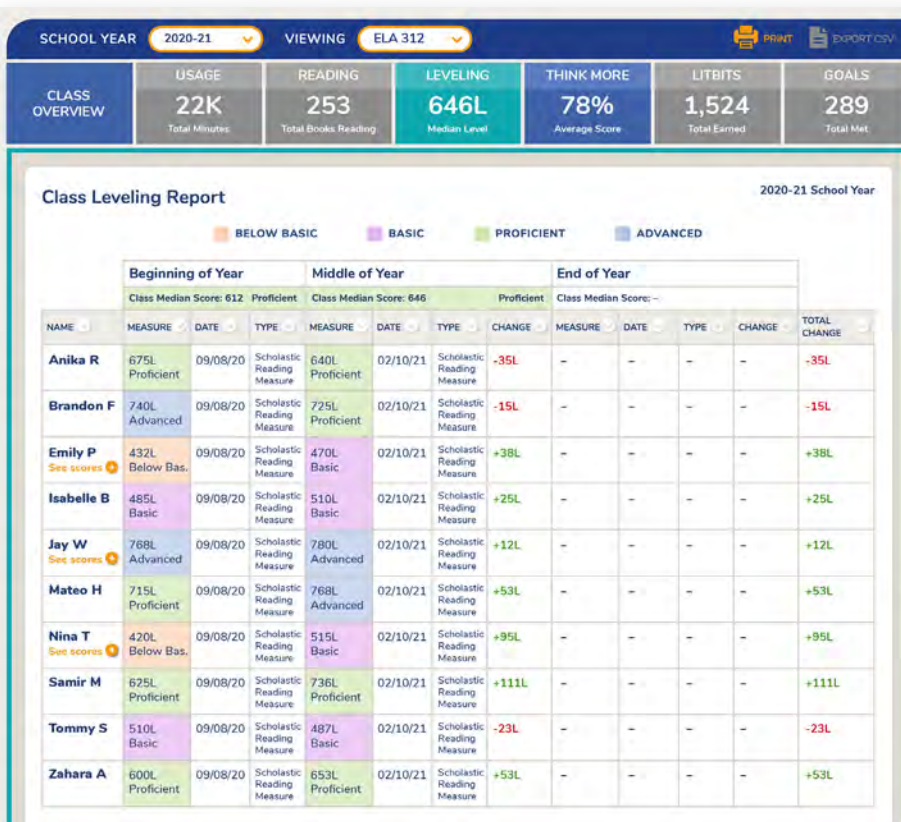 SCHOOL YEAR 2020-21 VIEWING ELA 312 PRINT EXPORT CSV
CLASS OVERVIEW
USAGE 22K Total Minutes
READING 253 Total Books Reading
LEVELING 646L Median Level
THINK MORE 78% Average Score
LITBITS 1,524 Total Earned
GOALS 289 Total Met
Class Leveling Report 2020-21 School Year
BELOW BASIC BASIC PROFICIENT ADVANCED
Beginning of Year Middle of Year End of Year
Class Median Score: 612 Proficient Class Median Score: 646 Proficient Class Median Score: –
NAME MEASURE DATE TYPE MEASURE DATE TYPE CHANGE MEASURE DATE TYPE CHANGE TOTAL CHANGE
Anika R 675L Proficient 09/08/20 Scholastic Reading Measure 640L Proficient 02/10/21 Scholastic Reading Measure -35L – – – – -35L
Brandon F 740L Advanced 09/08/20 Scholastic Reading Measure 725L Proficient 02/10/21 Scholastic Reading Measure -15L – – – – -15L
Emily P See scores 432L Below Bas. 09/08/20 Scholastic Reading Measure 470L Basic 02/10/21 Scholastic Reading Measure +38L – – – – +38L
Isabelle B 485L Basic 09/08/20 Scholastic Reading Measure 510L Basic 02/10/21 Scholastic Reading Measure +25L – – – – +25L
Jay W See scores 768L Advanced 09/08/20 Scholastic Reading Measure 780L Advanced 02/10/21 Scholastic Reading Measure +12L – – – – +12L
Mateo H 715L Proficient 09/08/20 Scholastic Reading Measure 768L Advanced 02/10/21 Scholastic Reading Measure +53L – – – – +53L
Nina T See scores 420L Below Bas. 09/08/20 Scholastic Reading Measure 515L Basic 02/10/21 Scholastic Reading Measure +95L – – – – +95L
Samir M 625L Proficient 09/08/20 Scholastic Reading Measure 736L Proficient 02/10/21 Scholastic Reading Measure +111L – – – – +111L
Tommy S 510L Basic 09/08/20 Scholastic Reading Measure 487L Basic 02/10/21 Scholastic Reading Measure -23L – – – – -23L
Zahara A 600L Proficient 09/08/20 Scholastic Reading Measure 653L Proficient 02/10/21 Scholastic Reading Measure +53L – – – – +53L